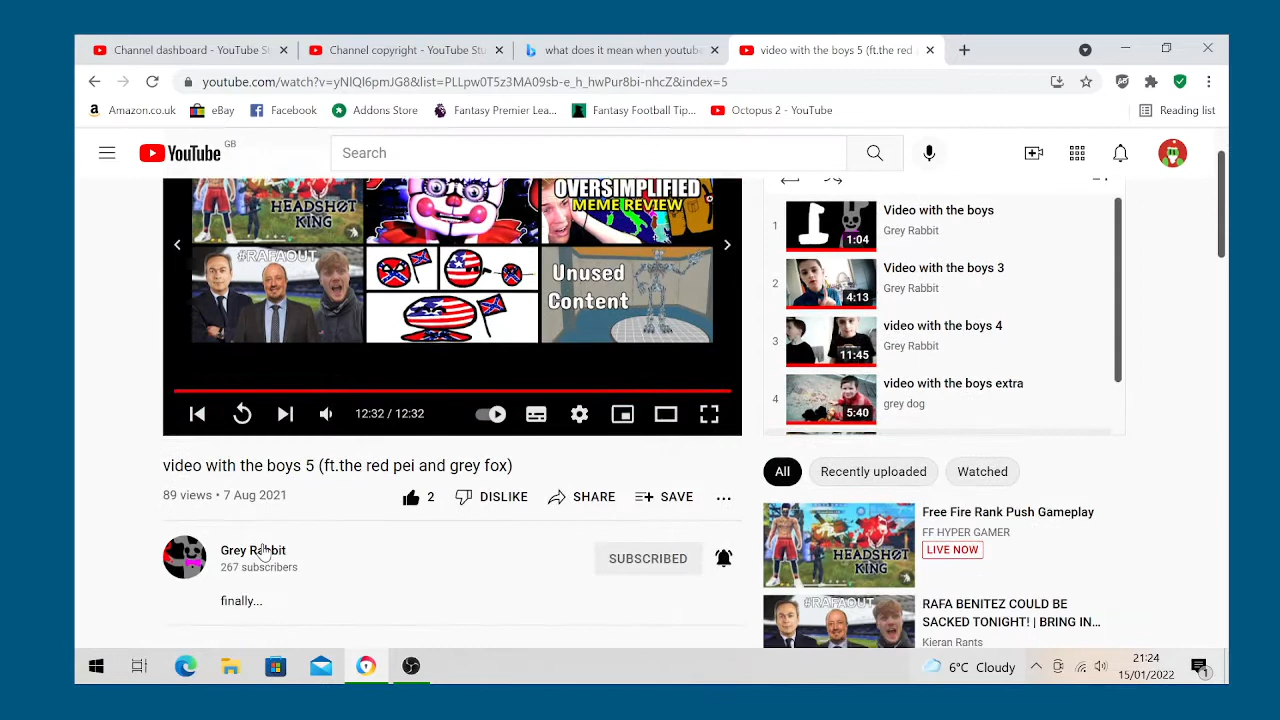 Channel dashboard - YouTube St
Channel copyright - YouTube Stu
what does it mean when youtube
video with the boys 5 (ft.the red
youtube.com/watch?v=yNlQl6pmJG8&list=PLLpw0T5z3MA09sb-e_h_hwPur8bi-nhcZ&index=5
Amazon.co.uk
eBay
Facebook
Addons Store
Fantasy Premier Lea...
Fantasy Football Tip...
Octopus 2 - YouTube
Reading list
YouTube GB
Search
HEADSHOT
KING
OVERSIMPLIFIED
MEME REVIEW
#RAFAOUT
Unused
Content
12:32 / 12:32
1
Video with the boys
Grey Rabbit
1:04
2
Video with the boys 3
Grey Rabbit
4:13
3
video with the boys 4
Grey Rabbit
11:45
4
video with the boys extra
grey dog
5:40
video with the boys 5 (ft.the red pei and grey fox)
89 views • 7 Aug 2021
2
DISLIKE
SHARE
SAVE
Grey Rabbit
267 subscribers
SUBSCRIBED
finally...
All
Recently uploaded
Watched
HEADSHOT
KING
Free Fire Rank Push Gameplay
FF HYPER GAMER
LIVE NOW
#RAFAOUT
RAFA BENITEZ COULD BE
SACKED TONIGHT! | BRING IN...
Kieran Rants
6°C Cloudy
21:24
15/01/2022
1